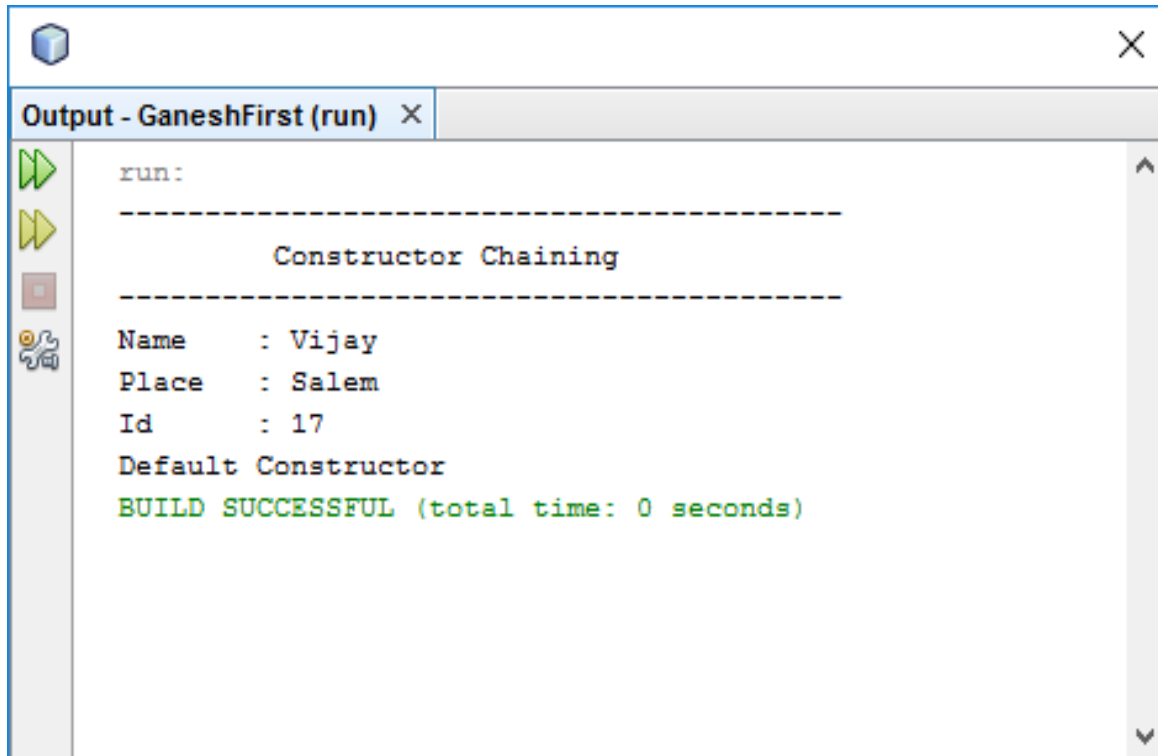 Output - GaneshFirst (run)
run:
------------------------------------------
Constructor Chaining
------------------------------------------
Name : Vijay
Place : Salem
Id : 17
Default Constructor
BUILD SUCCESSFUL (total time: 0 seconds)